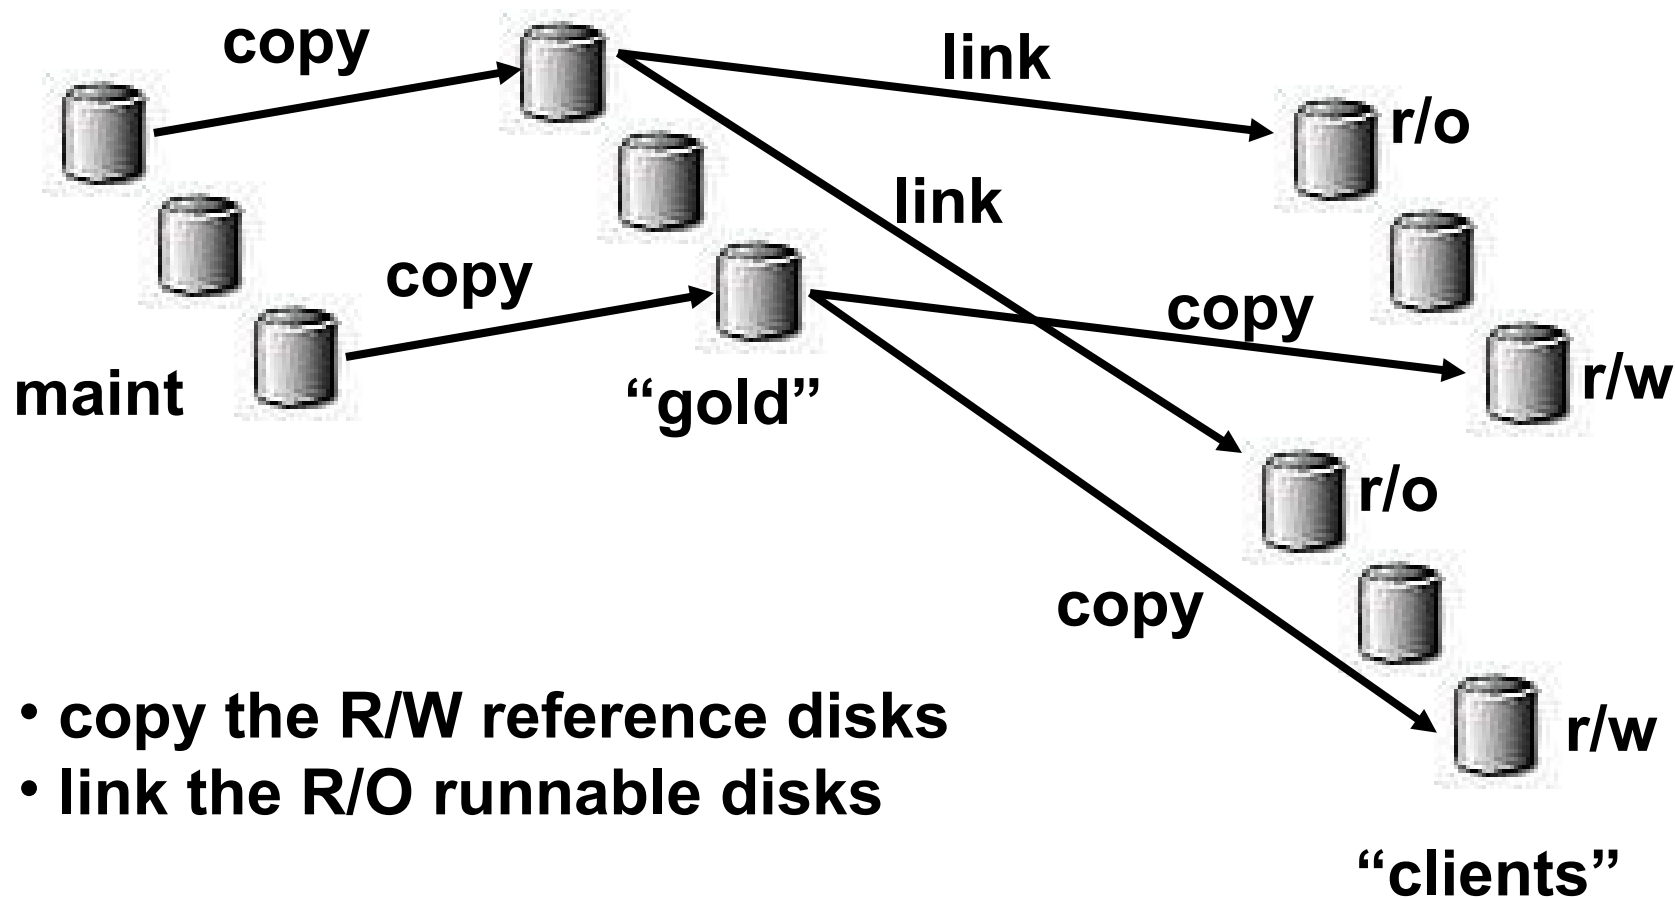 copy
link
r/o
link
copy
copy
r/w
maint
“gold”
r/o
copy
r/w
• copy the R/W reference disks
• link the R/O runnable disks
“clients”